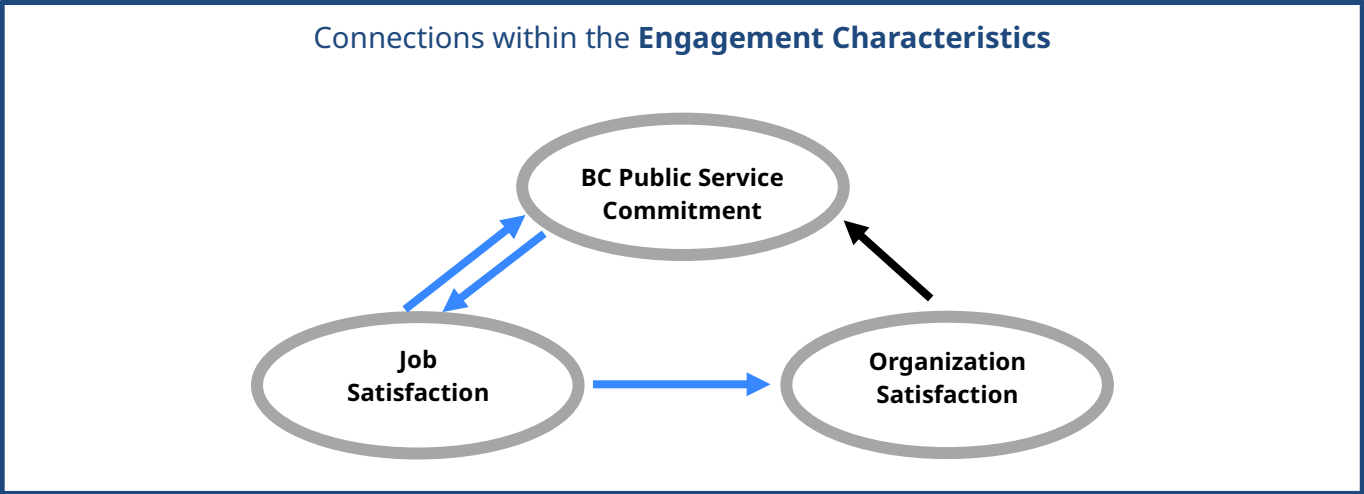 Connections within the Engagement Characteristics
BC Public Service
Commitment
Job
Satisfaction
Organization
Satisfaction